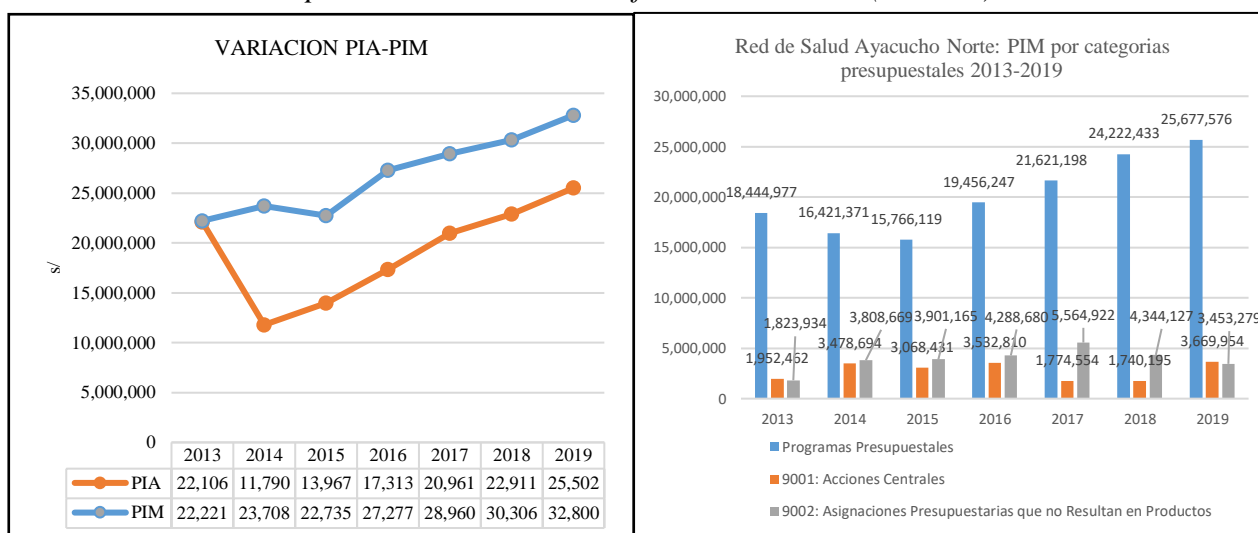 VARIACION PIA-PIM
35,000,000
30,000,000
25,000,000
20,000,000
15,000,000
10,000,000
5,000,000
0
s/
2013 2014 2015 2016 2017 2018 2019
PIA 22,106 11,790 13,967 17,313 20,961 22,911 25,502
PIM 22,221 23,708 22,735 27,277 28,960 30,306 32,800
Red de Salud Ayacucho Norte: PIM por categorias
presupuestales 2013-2019
30,000,000
25,000,000
20,000,000
15,000,000
10,000,000
5,000,000
0
18,444,977 16,421,371 15,766,119 19,456,247 21,621,198 24,222,433 25,677,576
1,952,462 3,478,694 3,068,431 3,532,810 1,774,554 1,740,195 3,669,954
1,823,934 3,808,669 3,901,165 4,288,680 5,564,922 4,344,127 3,453,279
2013 2014 2015 2016 2017 2018 2019
Programas Presupuestales
9001: Acciones Centrales
9002: Asignaciones Presupuestarias que no Resultan en Productos